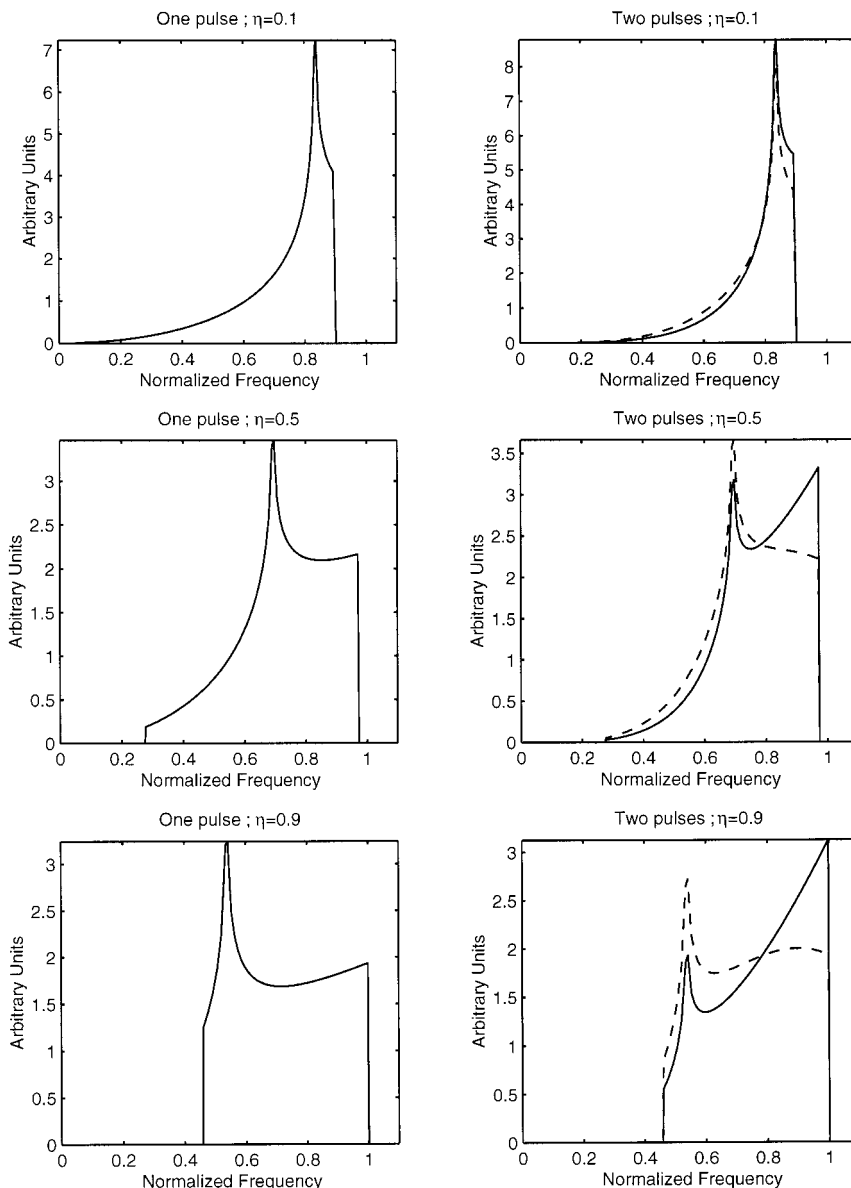 One pulse ; η=0.1
7
6
5
4
3
2
1
0
Arbitrary Units
0 0.2 0.4 0.6 0.8 1
Normalized Frequency
Two pulses ; η=0.1
8
7
6
5
4
3
2
1
0
Arbitrary Units
0 0.2 0.4 0.6 0.8 1
Normalized Frequency
One pulse ; η=0.5
3
2.5
2
1.5
1
0.5
0
Arbitrary Units
0 0.2 0.4 0.6 0.8 1
Normalized Frequency
Two pulses ; η=0.5
3.5
3
2.5
2
1.5
1
0.5
0
Arbitrary Units
0 0.2 0.4 0.6 0.8 1
Normalized Frequency
One pulse ; η=0.9
3
2.5
2
1.5
1
0.5
0
Arbitrary Units
0 0.2 0.4 0.6 0.8 1
Normalized Frequency
Two pulses ; η=0.9
3
2.5
2
1.5
1
0.5
0
Arbitrary Units
0 0.2 0.4 0.6 0.8 1
Normalized Frequency